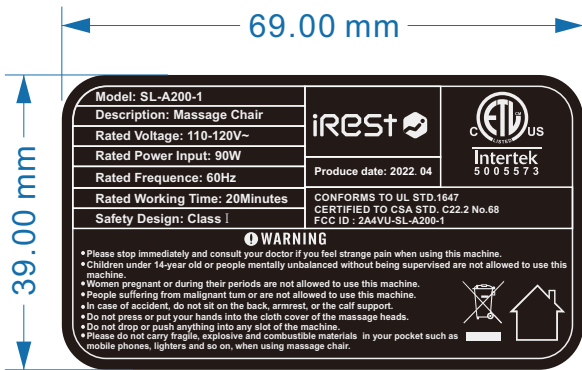 69.00 mm
39.00 mm
Model: SL-A200-1
Description: Massage Chair
Rated Voltage: 110-120V~
Rated Power Input: 90W
Rated Frequence: 60Hz
Rated Working Time: 20Minutes
Safety Design: Class I
iRest
Produce date: 2022. 04
ETL
CM
C US
LISTED
Intertek
5005573
CONFORMS TO UL STD.1647
CERTIFIED TO CSA STD. C22.2 No.68
FCC ID : 2A4VU-SL-A200-1
WARNING
•Please stop immediately and consult your doctor if you feel strange pain when using this machine.
•Children under 14-year old or people mentally unbalanced without being supervised are not allowed to use this
machine.
•Women pregnant or during their periods are not allowed to use this machine.
•People suffering from malignant tum or are not allowed to use this machine.
•In case of accident, do not sit on the back, armrest, or the calf support.
•Do not press or put your hands into the cloth cover of the massage heads.
•Do not drop or push anything into any slot of the machine.
•Please do not carry fragile, explosive and combustible materials in your pocket such as
mobile phones, lighters and so on, when using massage chair.